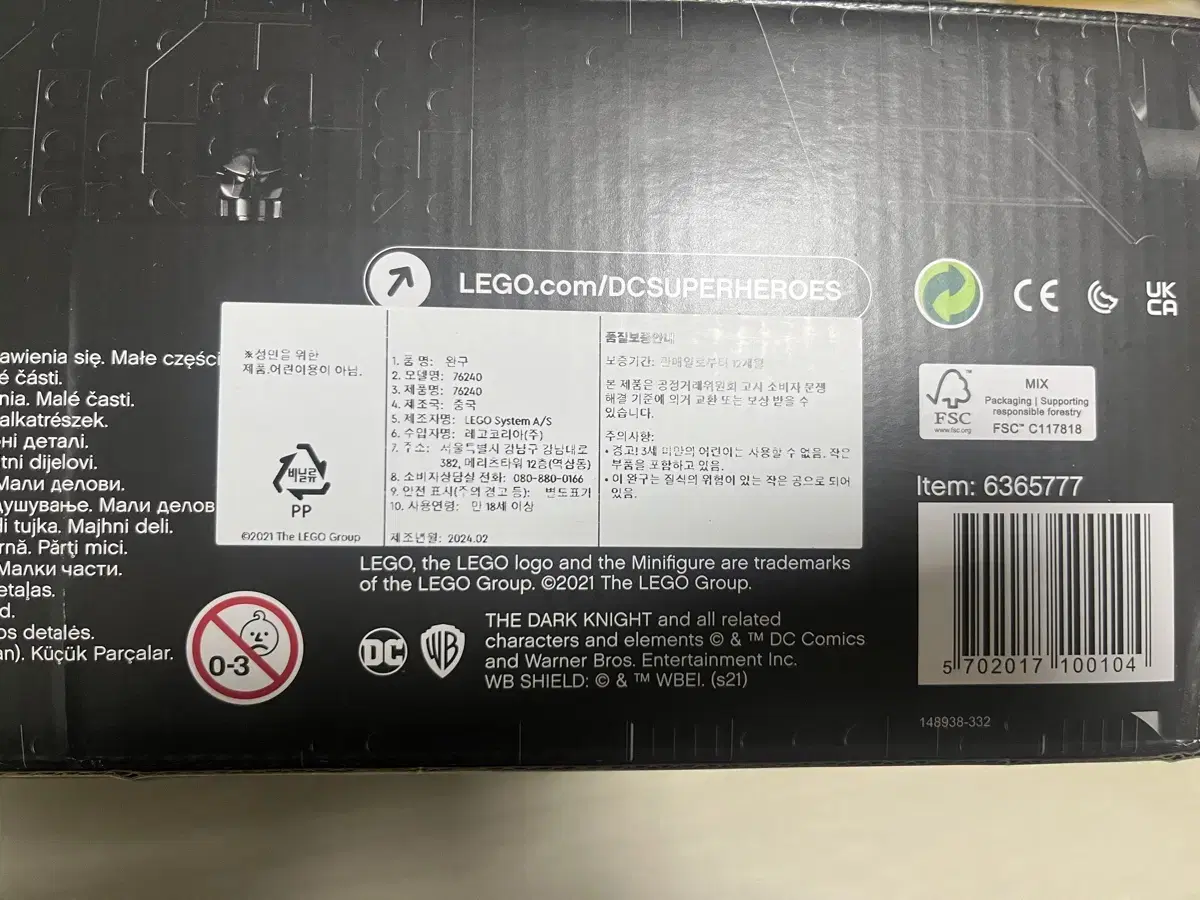 LEGO.com/DCSUPERHEROES
awienia się. Małe części
é části.
nia. Malé časti.
alkatrészek.
ні деталі.
tni dijelovi.
Мали делови.
душуване. Мали делов
di tujka. Majhni deli.
rnă. Părţi mici.
Малки части.
etaļas.
d.
os detalės.
an). Küçük Parçalar.
0-3
※성인을 위한
제품.어린이용이 아님.
비닐류
PP
©2021 The LEGO Group
1. 품 명: 완구
2. 모델명: 76240
3. 제품명: 76240
4. 제조국: 중국
5. 제조자명: LEGO System A/S
6. 수입자명: 레고코리아(주)
7. 주소: 서울특별시 강남구 강남대로
382, 메리츠타워 12층(역삼동)
8. 소비자상담실 전화: 080-880-0166
9. 안전 표시(주의 경고 등): 별도표기
10. 사용연령: 만 18세 이상
제조년월: 2024.02
품질보증안내
보증기간: 판매일로부터 12개월
본 제품은 공정거래위원회 고시 소비자 분쟁
해결 기준에 의거 교환 또는 보상 받을 수
있습니다.
주의사항:
• 경고! 3세 미만의 어린이는 사용할 수 없음. 작은
부품을 포함하고 있음.
• 이 완구는 질식의 위험이 있는 작은 공으로 되어
있음.
LEGO, the LEGO logo and the Minifigure are trademarks
of the LEGO Group. ©2021 The LEGO Group.
DC
WB
THE DARK KNIGHT and all related
characters and elements © & ™ DC Comics
and Warner Bros. Entertainment Inc.
WB SHIELD: © & ™ WBEI. (s21)
CE
UK
CA
FSC
www.fsc.org
MIX
Packaging | Supporting
responsible forestry
FSC™ C117818
Item: 6365777
5 702017 100104
148938-332